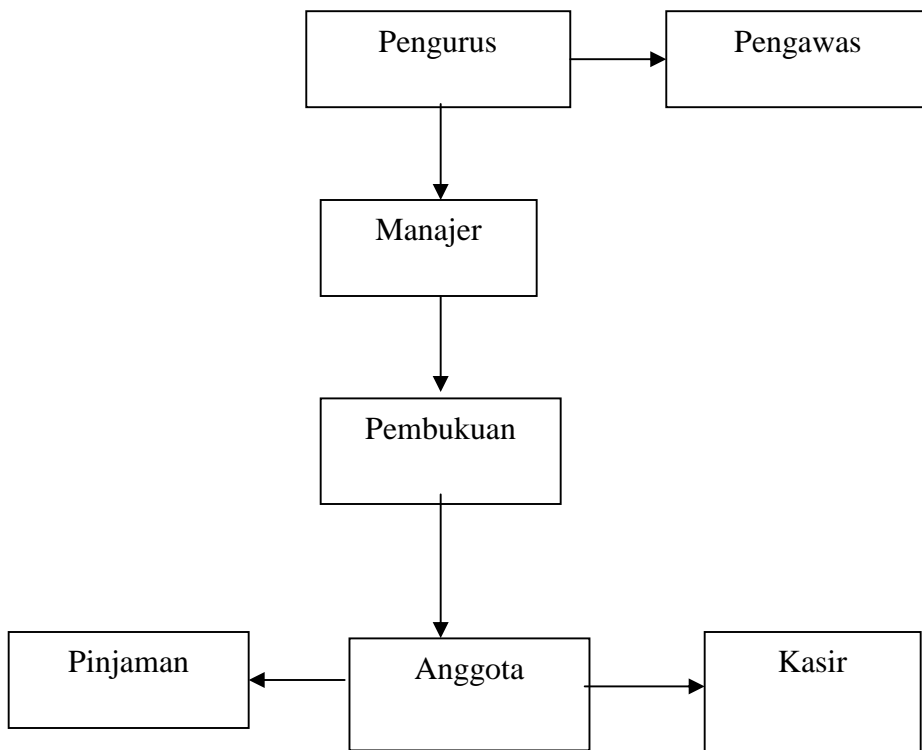 Pengurus
Pengawas
Manajer
Pembukuan
Pinjaman
Anggota
Kasir